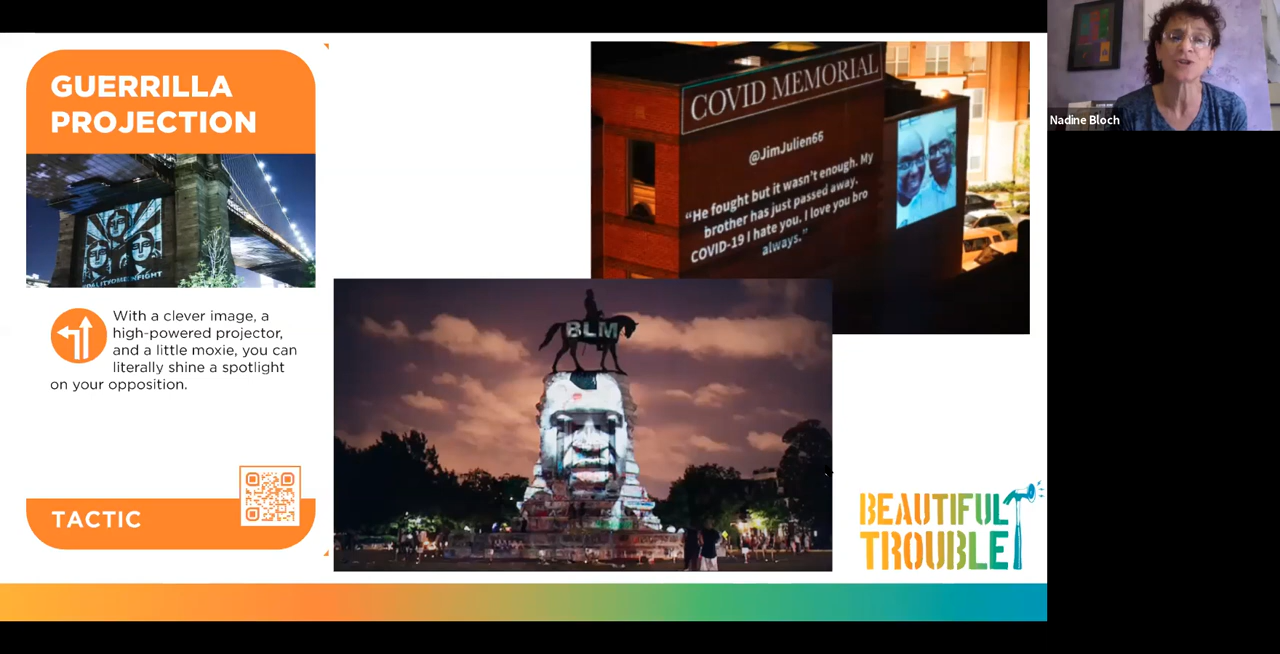 GUERRILLA
PROJECTION
With a clever image, a
high-powered projector,
and a little moxie, you can
literally shine a spotlight
on your opposition.
TACTIC
COVID MEMORIAL
@JimJulien66
“He fought but it wasn't enough. My
brother has just passed away.
COVID-19 I hate you. I love you bro
always.”
BLM
BEAUTIFUL
TROUBLE
Nadine Bloch